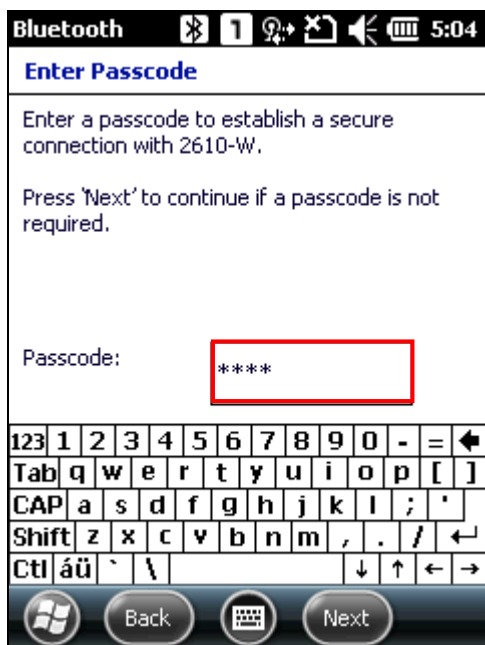 Bluetooth 1 5:04
Enter Passcode
Enter a passcode to establish a secure
connection with 2610-W.
Press 'Next' to continue if a passcode is not
required.
Passcode: ****
123 1 2 3 4 5 6 7 8 9 0 - =
Tab q w e r t y u i o p [ ]
CAP a s d f g h j k l ; '
Shift z x c v b n m , . /
Ctl áü ` \
Back Next